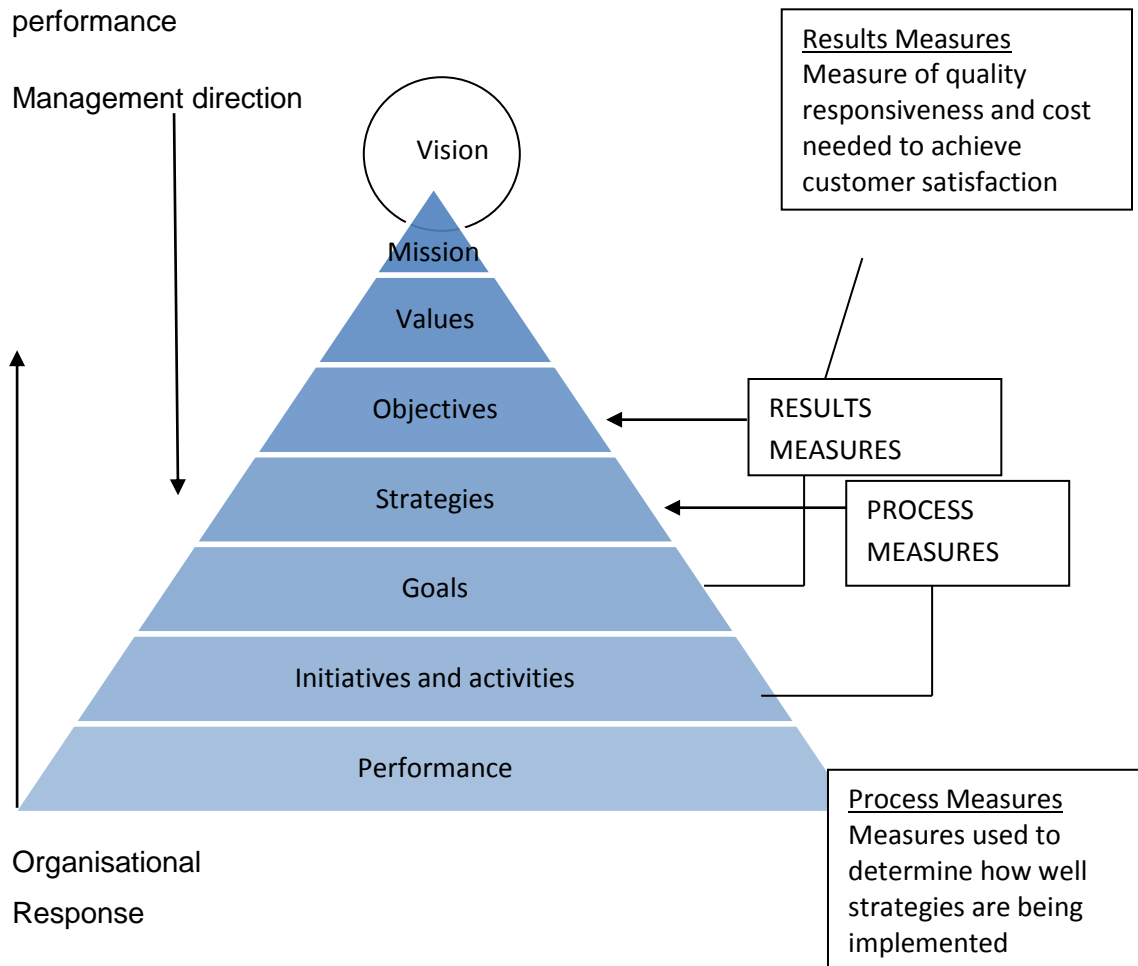 performance
Management direction
Results Measures
Measure of quality
responsiveness and cost
needed to achieve
customer satisfaction
Vision
Mission
Values
Objectives
RESULTS
MEASURES
Strategies
PROCESS
MEASURES
Goals
Initiatives and activities
Performance
Process Measures
Measures used to
determine how well
strategies are being
implemented
Organisational
Response